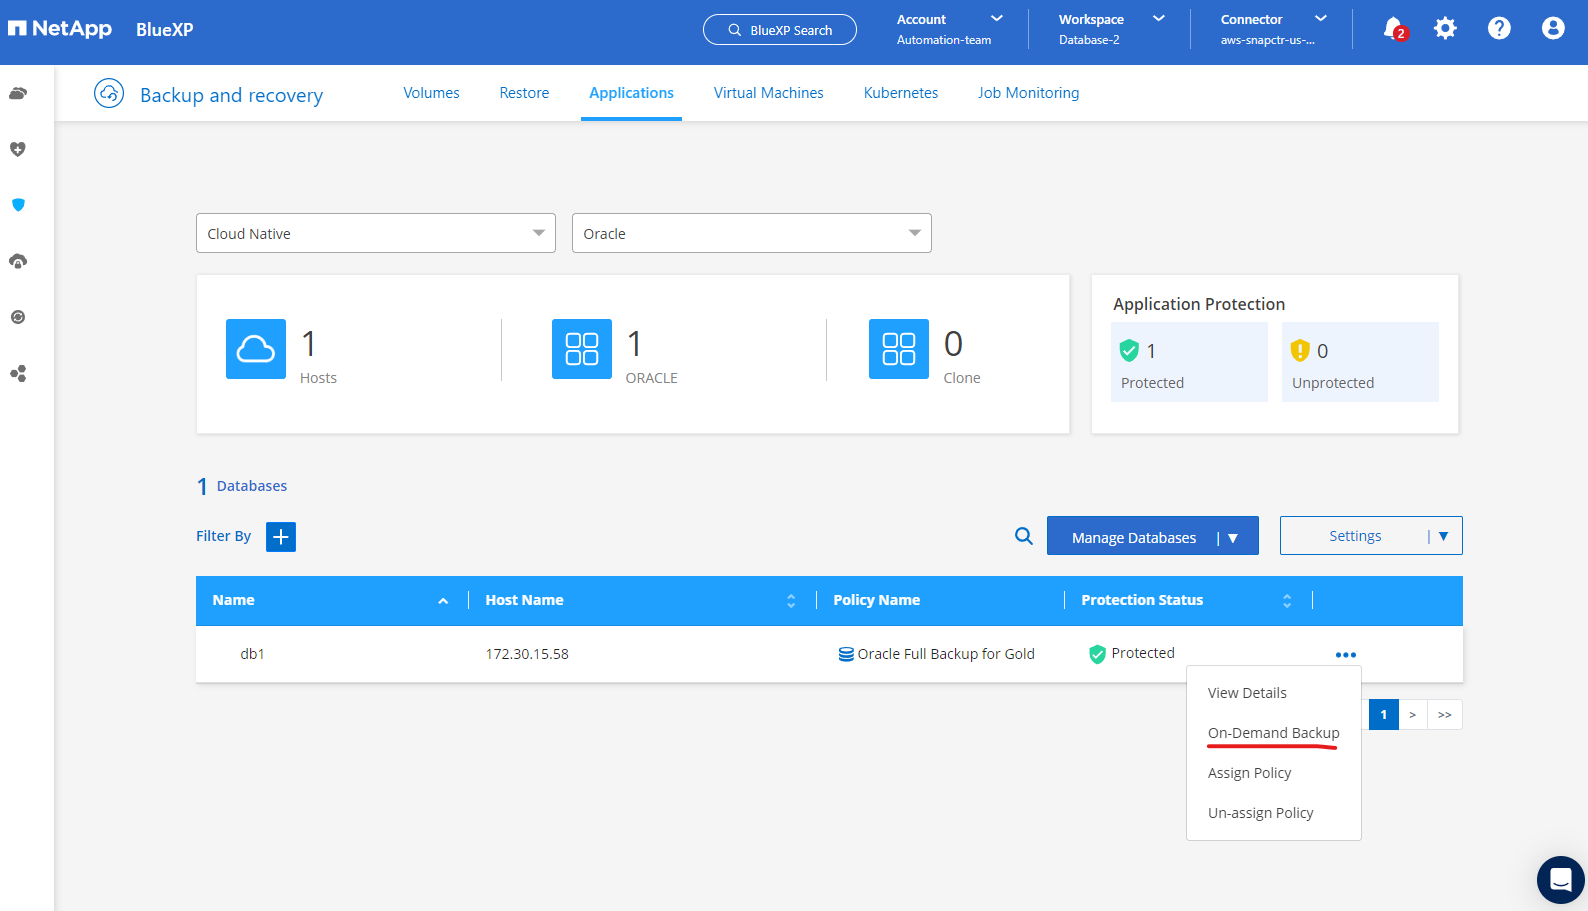 NetApp BlueXP
BlueXP Search
Account
Automation-team
Workspace
Database-2
Connector
aws-snapctr-us-...
2
Backup and recovery
Volumes
Restore
Applications
Virtual Machines
Kubernetes
Job Monitoring
Cloud Native
Oracle
1
Hosts
1
ORACLE
0
Clone
Application Protection
1
Protected
0
Unprotected
1 Databases
Filter By
Manage Databases
Settings
Name
Host Name
Policy Name
Protection Status
db1
172.30.15.58
Oracle Full Backup for Gold
Protected
View Details
On-Demand Backup
Assign Policy
Un-assign Policy
1
>
>>